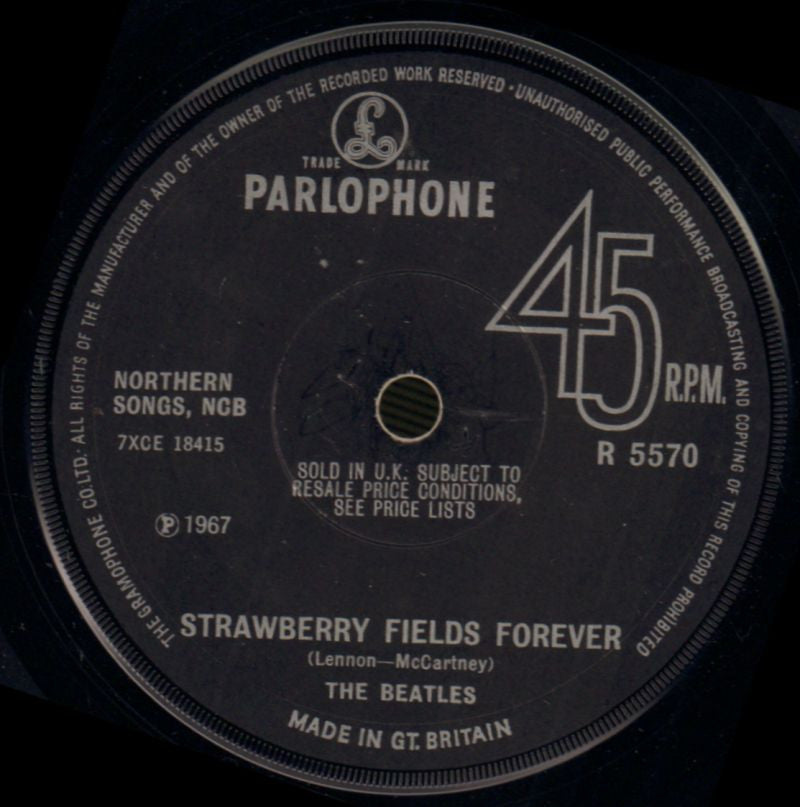 THE GRAMOPHONE CO.LTD. ALL RIGHTS OF THE MANUFACTURER AND OF THE OWNER OF THE RECORDED WORK RESERVED · UNAUTHORISED PUBLIC PERFORMANCE BROADCASTING AND COPYING OF THIS RECORD PROHIBITED
£
TRADE MARK
PARLOPHONE
45
R.P.M.
NORTHERN
SONGS, NCB
7XCE 18415
R 5570
SOLD IN U.K. SUBJECT TO
RESALE PRICE CONDITIONS,
SEE PRICE LISTS
℗ 1967
STRAWBERRY FIELDS FOREVER
(Lennon—McCartney)
THE BEATLES
MADE IN GT. BRITAIN